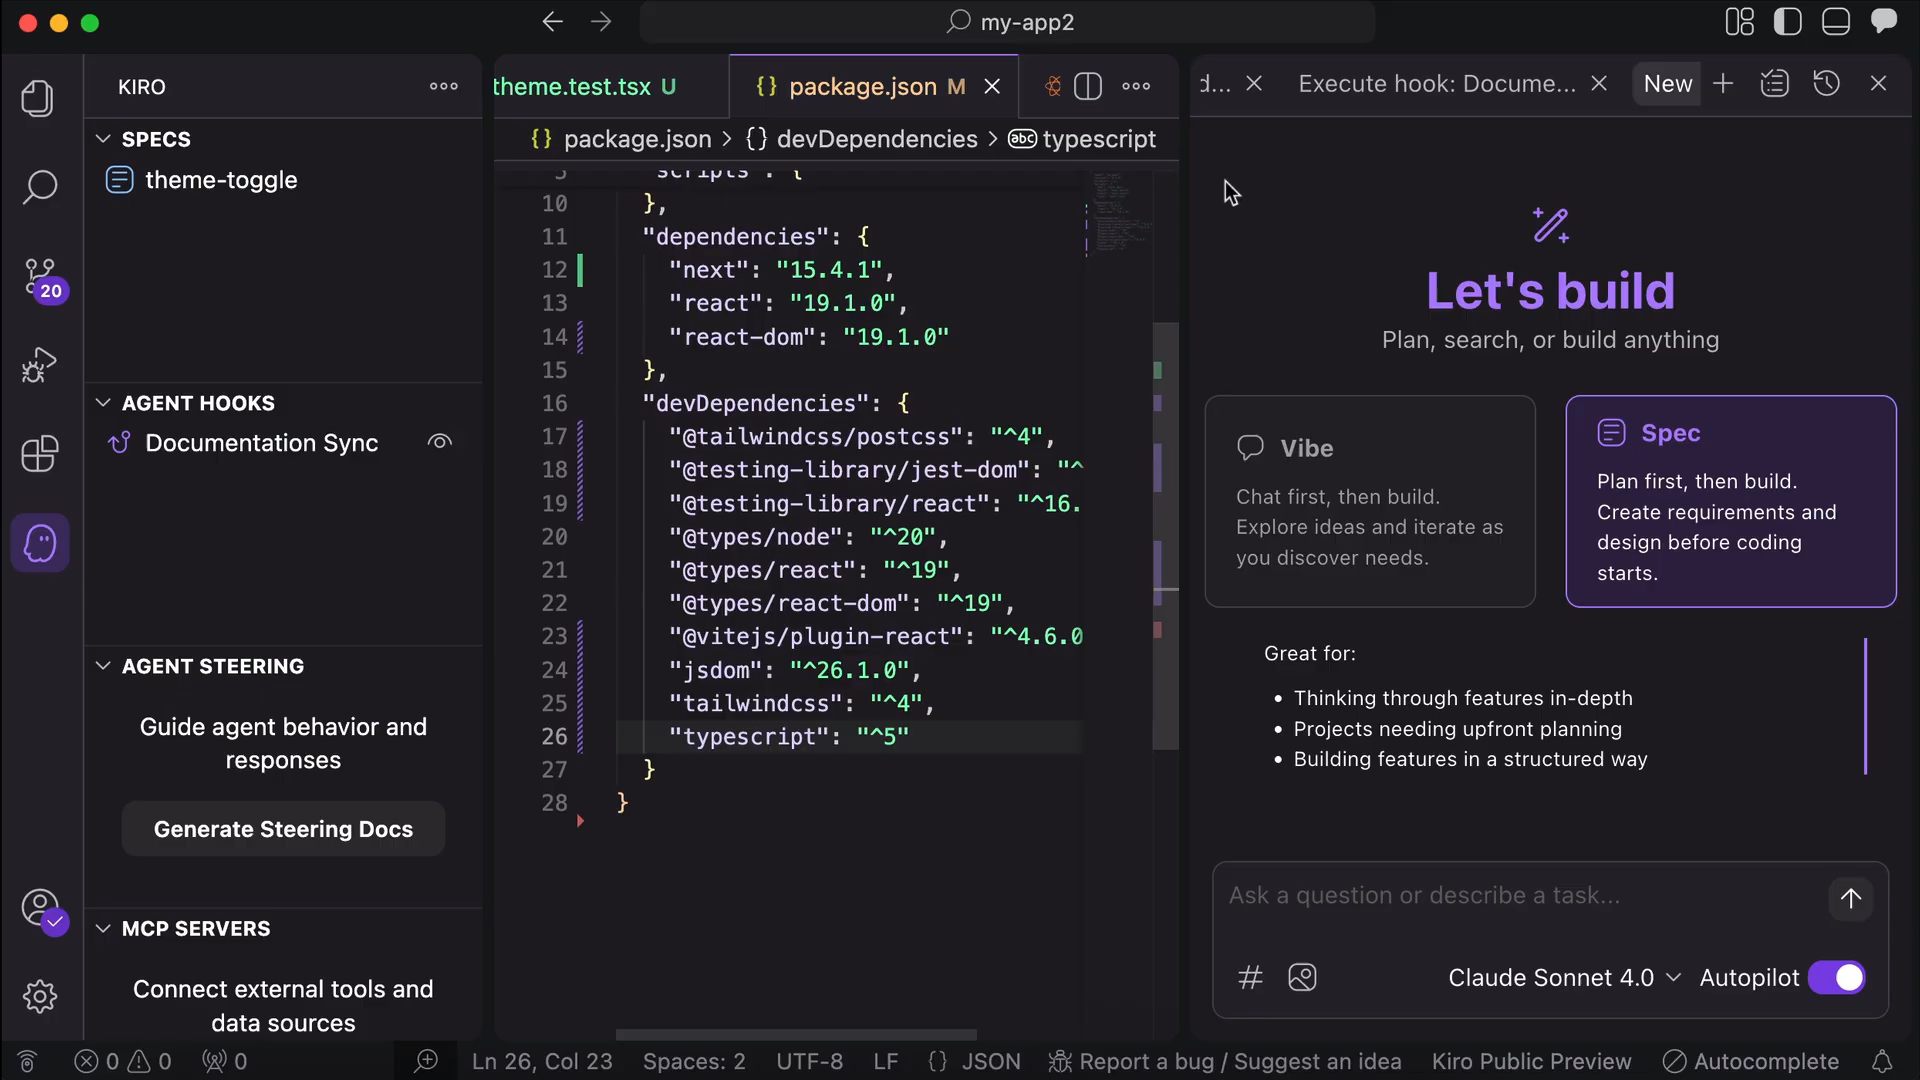 my-app2
KIRO
SPECS
theme-toggle
20
AGENT HOOKS
Documentation Sync
AGENT STEERING
Guide agent behavior and
responses
Generate Steering Docs
MCP SERVERS
Connect external tools and
data sources
theme.test.tsx U
{} package.json M
{} package.json > {} devDependencies > abc typescript
10 },
11 "dependencies": {
12 "next": "15.4.1",
13 "react": "19.1.0",
14 "react-dom": "19.1.0"
15 },
16 "devDependencies": {
17 "@tailwindcss/postcss": "^4",
18 "@testing-library/jest-dom": "^
19 "@testing-library/react": "^16.
20 "@types/node": "^20",
21 "@types/react": "^19",
22 "@types/react-dom": "^19",
23 "@vitejs/plugin-react": "^4.6.0
24 "jsdom": "^26.1.0",
25 "tailwindcss": "^4",
26 "typescript": "^5"
27 }
28 }
d...
Execute hook: Docume...
New
Let's build
Plan, search, or build anything
Vibe
Chat first, then build.
Explore ideas and iterate as
you discover needs.
Spec
Plan first, then build.
Create requirements and
design before coding
starts.
Great for:
• Thinking through features in-depth
• Projects needing upfront planning
• Building features in a structured way
Ask a question or describe a task...
# Claude Sonnet 4.0 Autopilot
0 0 0 Ln 26, Col 23 Spaces: 2 UTF-8 LF {} JSON Report a bug / Suggest an idea Kiro Public Preview Autocomplete